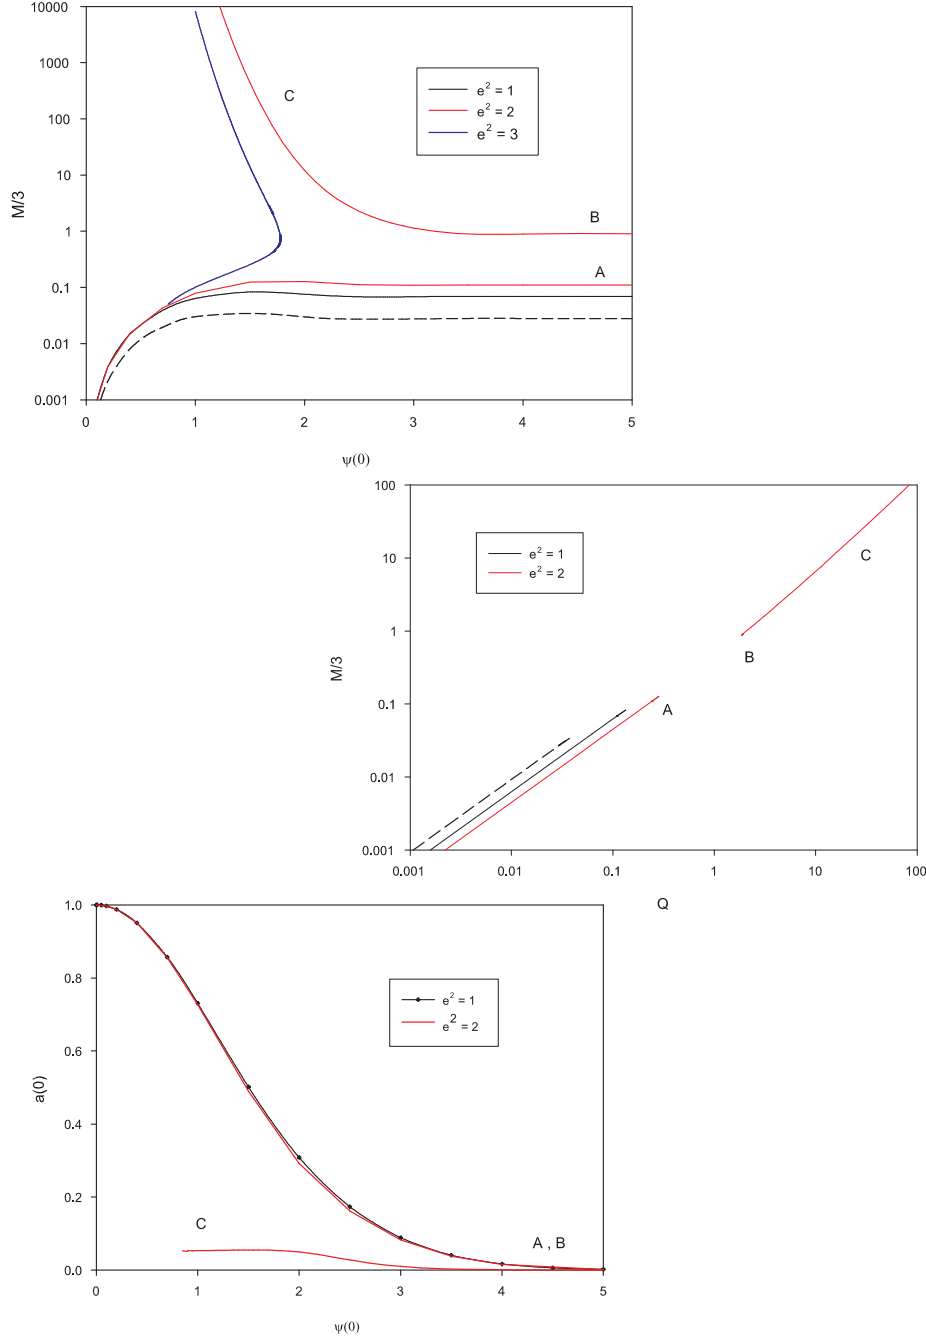 10000
1000
100
10
1
0.1
0.01
0.001
M/3
C
B
A
e² = 1
e² = 2
e² = 3
0 1 2 3 4 5
ψ(0)
100
10
1
0.1
0.01
0.001
M/3
e² = 1
e² = 2
C
B
A
0.001 0.01 0.1 1 10 100
Q
1.0
0.8
0.6
0.4
0.2
0.0
a(0)
e² = 1
e² = 2
C
A , B
0 1 2 3 4 5
ψ(0)